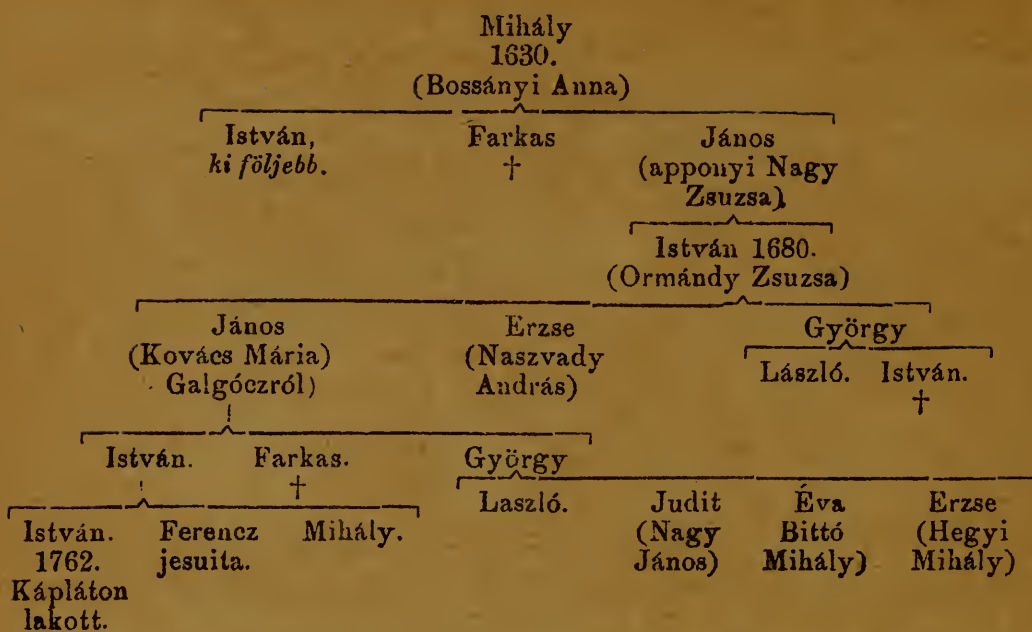 Mihály
1630.
(Bossányi Anna)
István, Farkas János
ki följebb. † (apponyi Nagy
Zsuzsa)
István 1680.
(Ormándy Zsuzsa)
János Erzse György
(Kovács Mária) (Naszvady László. István.
Galgóczról) András) †
István. Farkas. György
† Laszló. Judit Éva Erzse
István. Ferencz Mihály. (Nagy Bittó (Hegyi
1762. jesuita. János) Mihály) Mihály)
Kápláton
lakott.